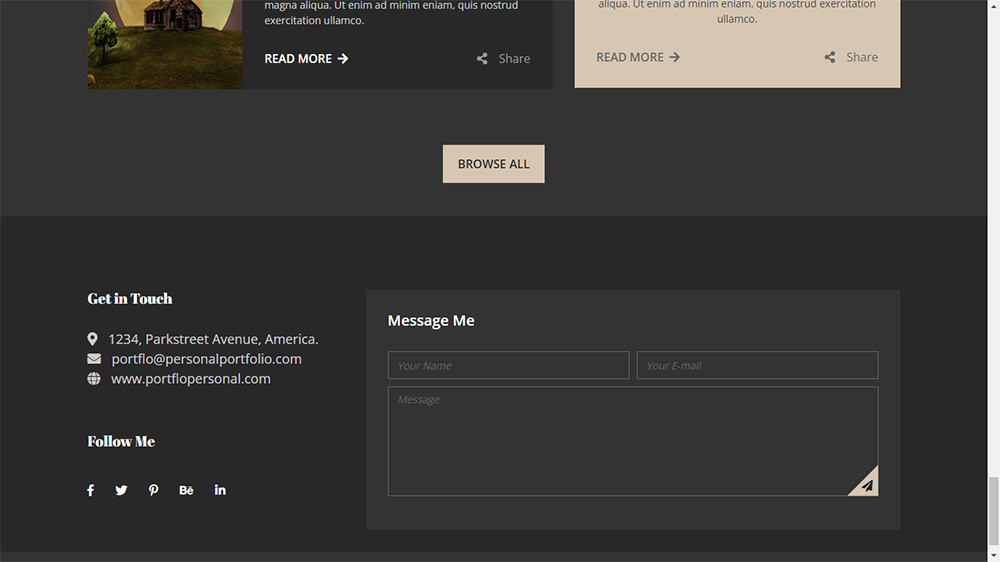 magna aliqua. Ut enim ad minim eniam, quis nostrud
exercitation ullamco.
READ MORE
Share
aliqua. Ut enim ad minim eniam, quis nostrud exercitation
ullamco.
READ MORE
Share
BROWSE ALL
Get in Touch
1234, Parkstreet Avenue, America.
portflo@personalportfolio.com
www.portflopersonal.com
Follow Me
Message Me
Your Name
Your E-mail
Message